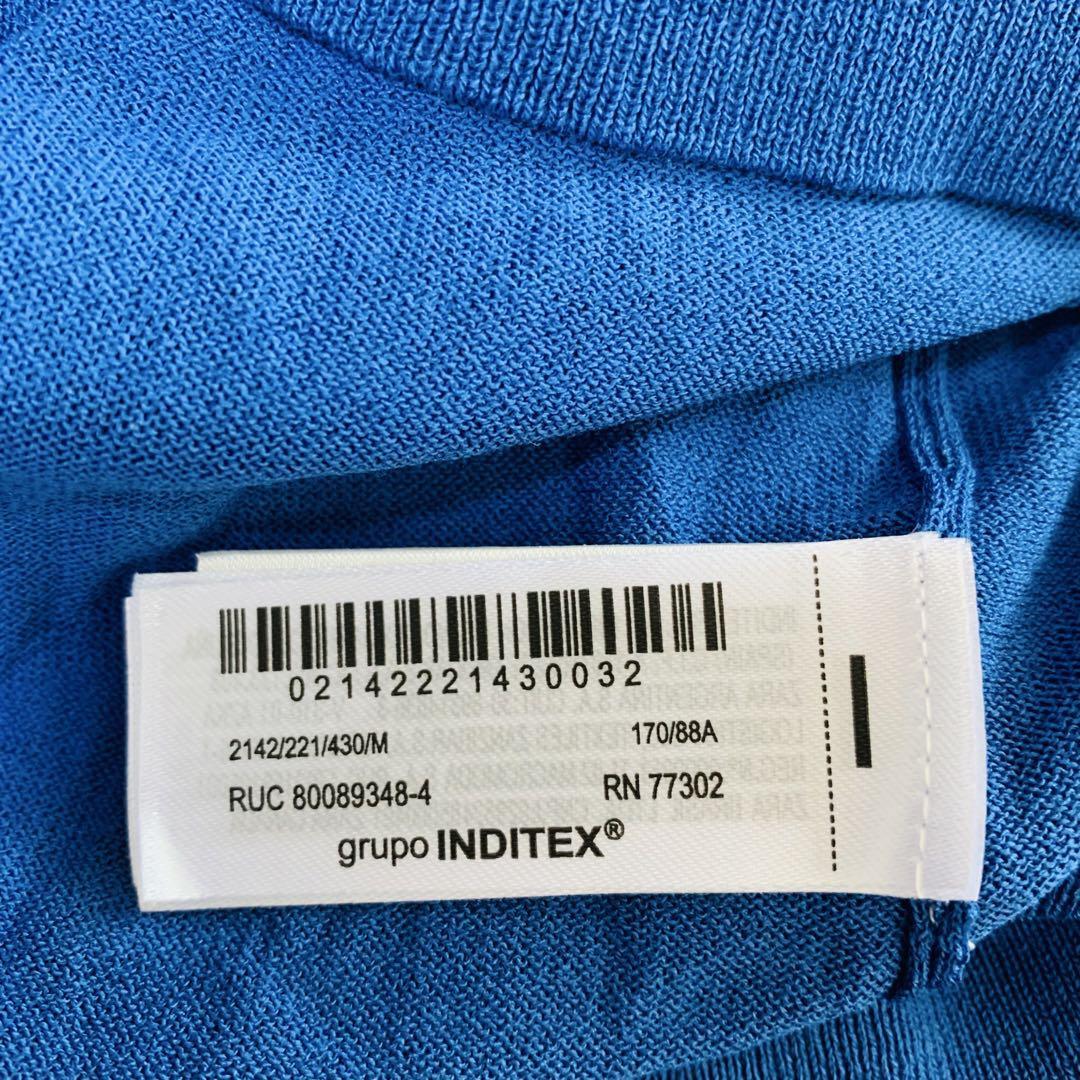 02142221430032
2142/221/430/M 170/88A
RUC 80089348-4 RN 77302
grupo INDITEX®